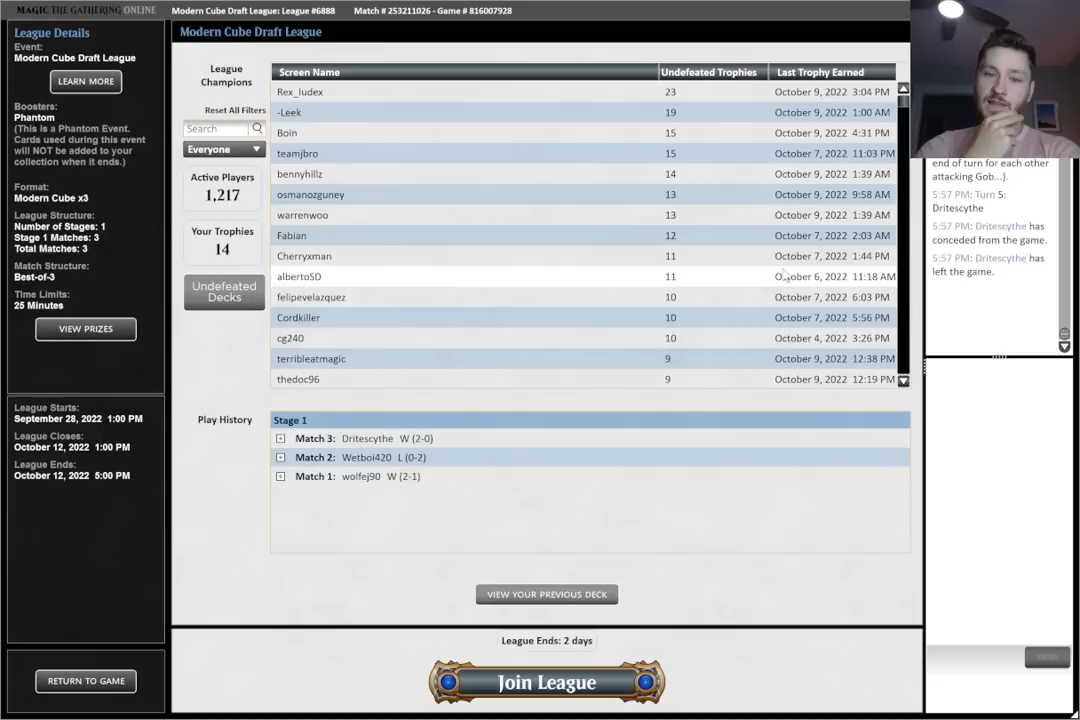 MAGIC THE GATHERING ONLINE
Modern Cube Draft League: League #6888
Match # 253211026 - Game # 816007928
League Details
Event:
Modern Cube Draft League
LEARN MORE
Boosters:
Phantom
(This is a Phantom Event.
Cards used during this event
will NOT be added to your
collection when it ends.)
Format:
Modern Cube x3
League Structure:
Number of Stages: 1
Stage 1 Matches: 3
Total Matches: 3
Match Structure:
Best-of-3
Time Limits:
25 Minutes
VIEW PRIZES
League Starts:
September 28, 2022 1:00 PM
League Closes:
October 12, 2022 1:00 PM
League Ends:
October 12, 2022 5:00 PM
RETURN TO GAME
Modern Cube Draft League
League
Champions
Reset All Filters
Search
Everyone
Active Players
1,217
Your Trophies
14
Undefeated
Decks
Screen Name Undefeated Trophies Last Trophy Earned
Rex_ludex 23 October 9, 2022 3:04 PM
-Leek 19 October 9, 2022 1:00 AM
Boin 15 October 9, 2022 4:31 PM
teamjbro 15 October 7, 2022 11:03 PM
bennyhillz 14 October 9, 2022 1:39 AM
osmanozguney 13 October 9, 2022 9:58 AM
warrenwoo 13 October 9, 2022 1:39 AM
Fabian 12 October 7, 2022 2:03 AM
Cherryxman 11 October 7, 2022 1:44 PM
albertoSD 11 October 6, 2022 11:18 AM
felipevelazquez 10 October 7, 2022 6:03 PM
Cordkiller 10 October 7, 2022 5:56 PM
cg240 10 October 4, 2022 3:26 PM
terribleatmagic 9 October 9, 2022 12:38 PM
thedoc96 9 October 9, 2022 12:19 PM
Play History
Stage 1
Match 3: Dritescythe W (2-0)
Match 2: Wetboi420 L (0-2)
Match 1: wolfej90 W (2-1)
VIEW YOUR PREVIOUS DECK
League Ends: 2 days
Join League
end of turn for each other
attacking Gob...).
5:57 PM: Turn 5:
Dritescythe
5:57 PM: Dritescythe has
conceded from the game.
5:57 PM: Dritescythe has
left the game.